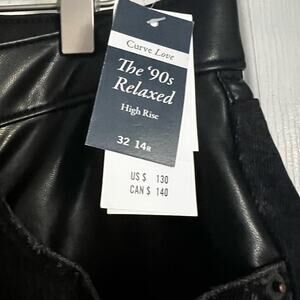 Curve Love
The '90s
Relaxed
High Rise
32 14R
US $ 130
CAN $ 140